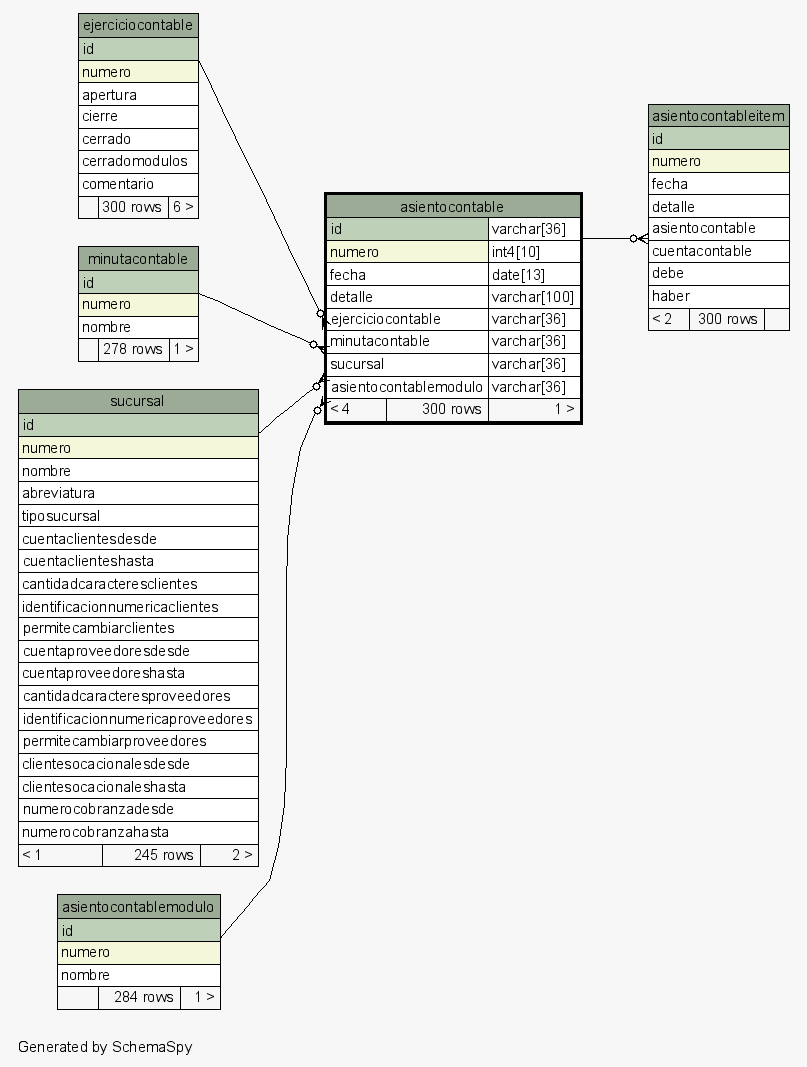 ejerciciocontable
id
numero
apertura
cierre
cerrado
cerradomodulos
comentario
300 rows 6 >
minutacontable
id
numero
nombre
278 rows 1 >
sucursal
id
numero
nombre
abreviatura
tiposucursal
cuentaclientesdesde
cuentaclienteshasta
cantidadcaracteresclientes
identificacionnumericaclientes
permitecambiarclientes
cuentaproveedoresdesde
cuentaproveedoreshasta
cantidadcaracteresproveedores
identificacionnumericaproveedores
permitecambiarproveedores
clientesocacionalesdesde
clientesocacionaleshasta
numerocobranzadesde
numerocobranzahasta
< 1 245 rows 2 >
asientocontablemodulo
id
numero
nombre
284 rows 1 >
asientocontable
id varchar[36]
numero int4[10]
fecha date[13]
detalle varchar[100]
ejerciciocontable varchar[36]
minutacontable varchar[36]
sucursal varchar[36]
asientocontablemodulo varchar[36]
< 4 300 rows 1 >
asientocontableitem
id
numero
fecha
detalle
asientocontable
cuentacontable
debe
haber
< 2 300 rows
Generated by SchemaSpy